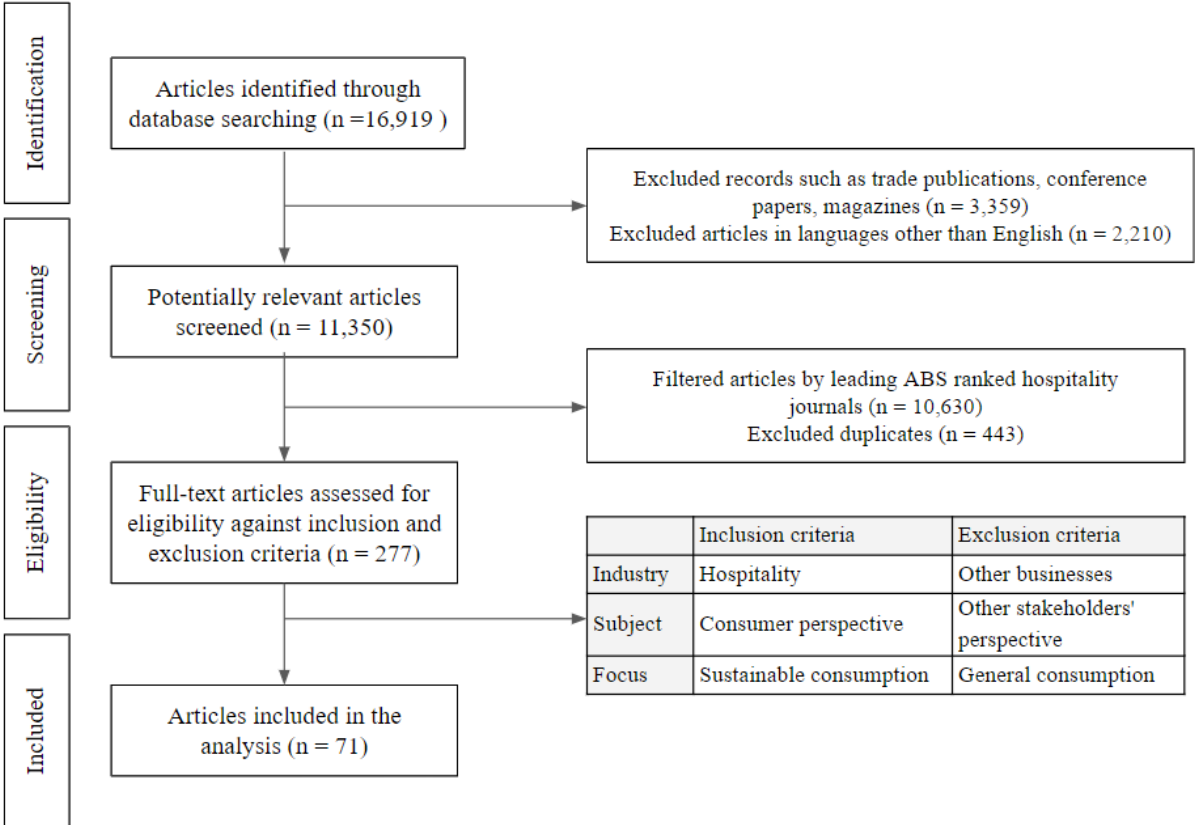 Identification
Articles identified through
database searching (n =16,919 )
Excluded records such as trade publications, conference
papers, magazines (n = 3,359)
Excluded articles in languages other than English (n = 2,210)
Screening
Potentially relevant articles
screened (n = 11,350)
Filtered articles by leading ABS ranked hospitality
journals (n = 10,630)
Excluded duplicates (n = 443)
Eligibility
Full-text articles assessed for
eligibility against inclusion and
exclusion criteria (n = 277)
Inclusion criteria Exclusion criteria
Industry Hospitality Other businesses
Subject Consumer perspective Other stakeholders'
perspective
Focus Sustainable consumption General consumption
Included
Articles included in the
analysis (n = 71)